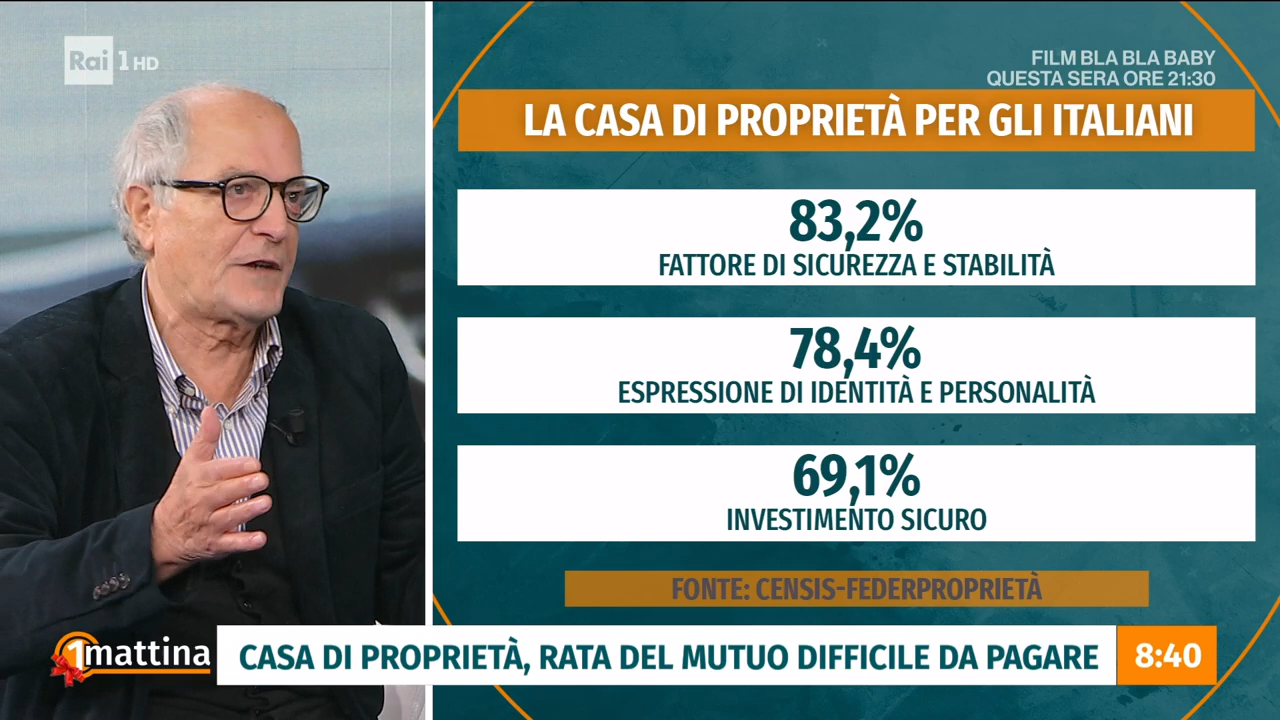 Rai 1 HD
FILM BLA BLA BABY
QUESTA SERA ORE 21:30
LA CASA DI PROPRIETÀ PER GLI ITALIANI
83,2%
FATTORE DI SICUREZZA E STABILITÀ
78,4%
ESPRESSIONE DI IDENTITÀ E PERSONALITÀ
69,1%
INVESTIMENTO SICURO
FONTE: CENSIS-FEDERPROPRIETÀ
1mattina
CASA DI PROPRIETÀ, RATA DEL MUTUO DIFFICILE DA PAGARE
8:40